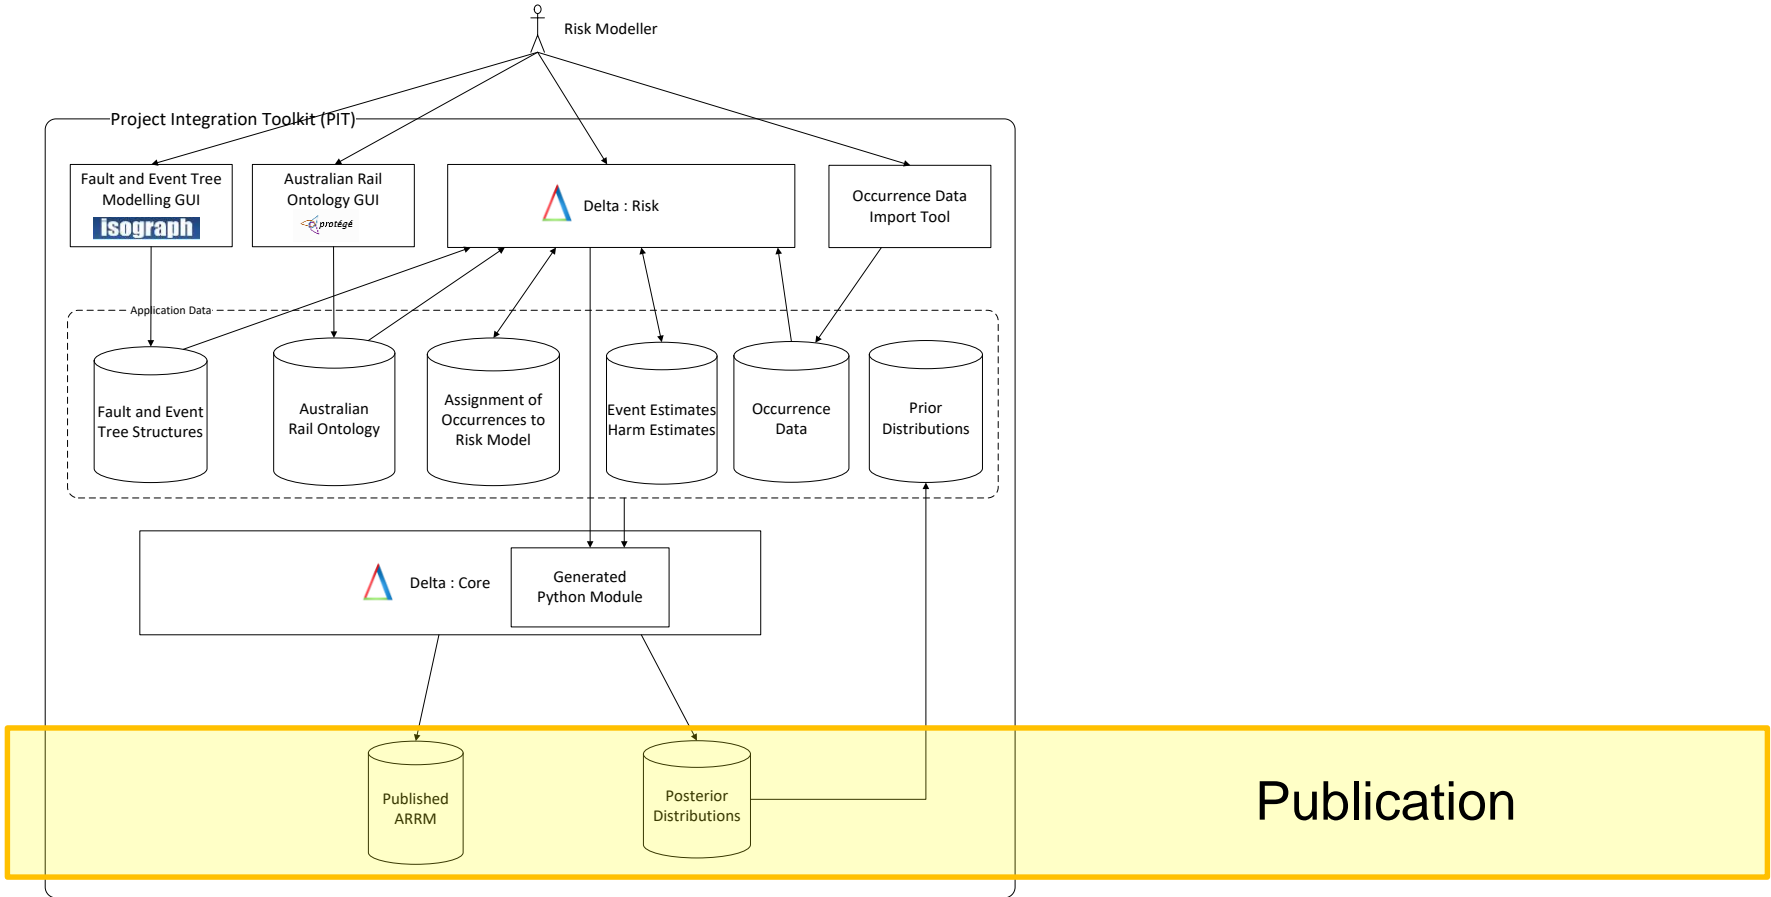 Risk Modeller
Project Integration Toolkit (PIT)
Fault and Event Tree
Modelling GUI
isograph
Australian Rail
Ontology GUI
protégé
Delta : Risk
Occurrence Data
Import Tool
Application Data
Fault and Event
Tree Structures
Australian
Rail Ontology
Assignment of
Occurrences to
Risk Model
Event Estimates
Harm Estimates
Occurrence
Data
Prior
Distributions
Delta : Core
Generated
Python Module
Published
ARRM
Posterior
Distributions
Publication